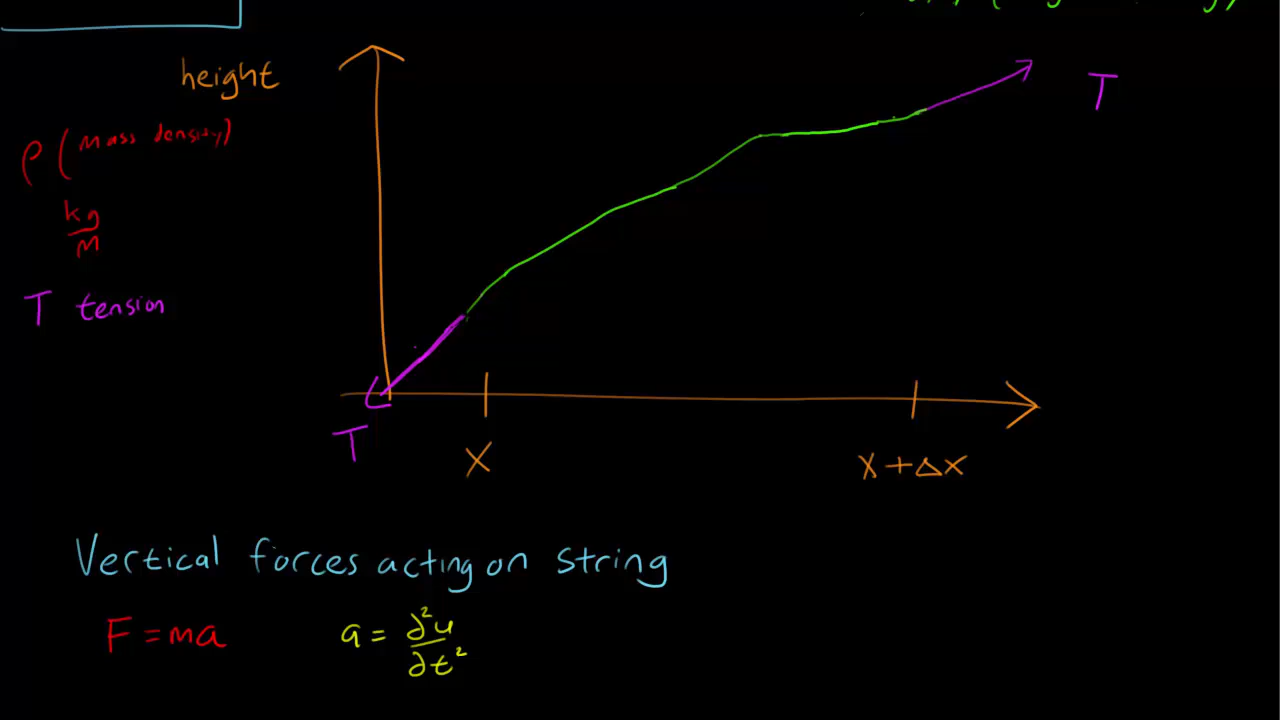 height
T
ρ (mass density)
kg
m
T tension
T
X
X + Δx
Vertical forces acting on string
F = ma
a = ∂²u
∂t²